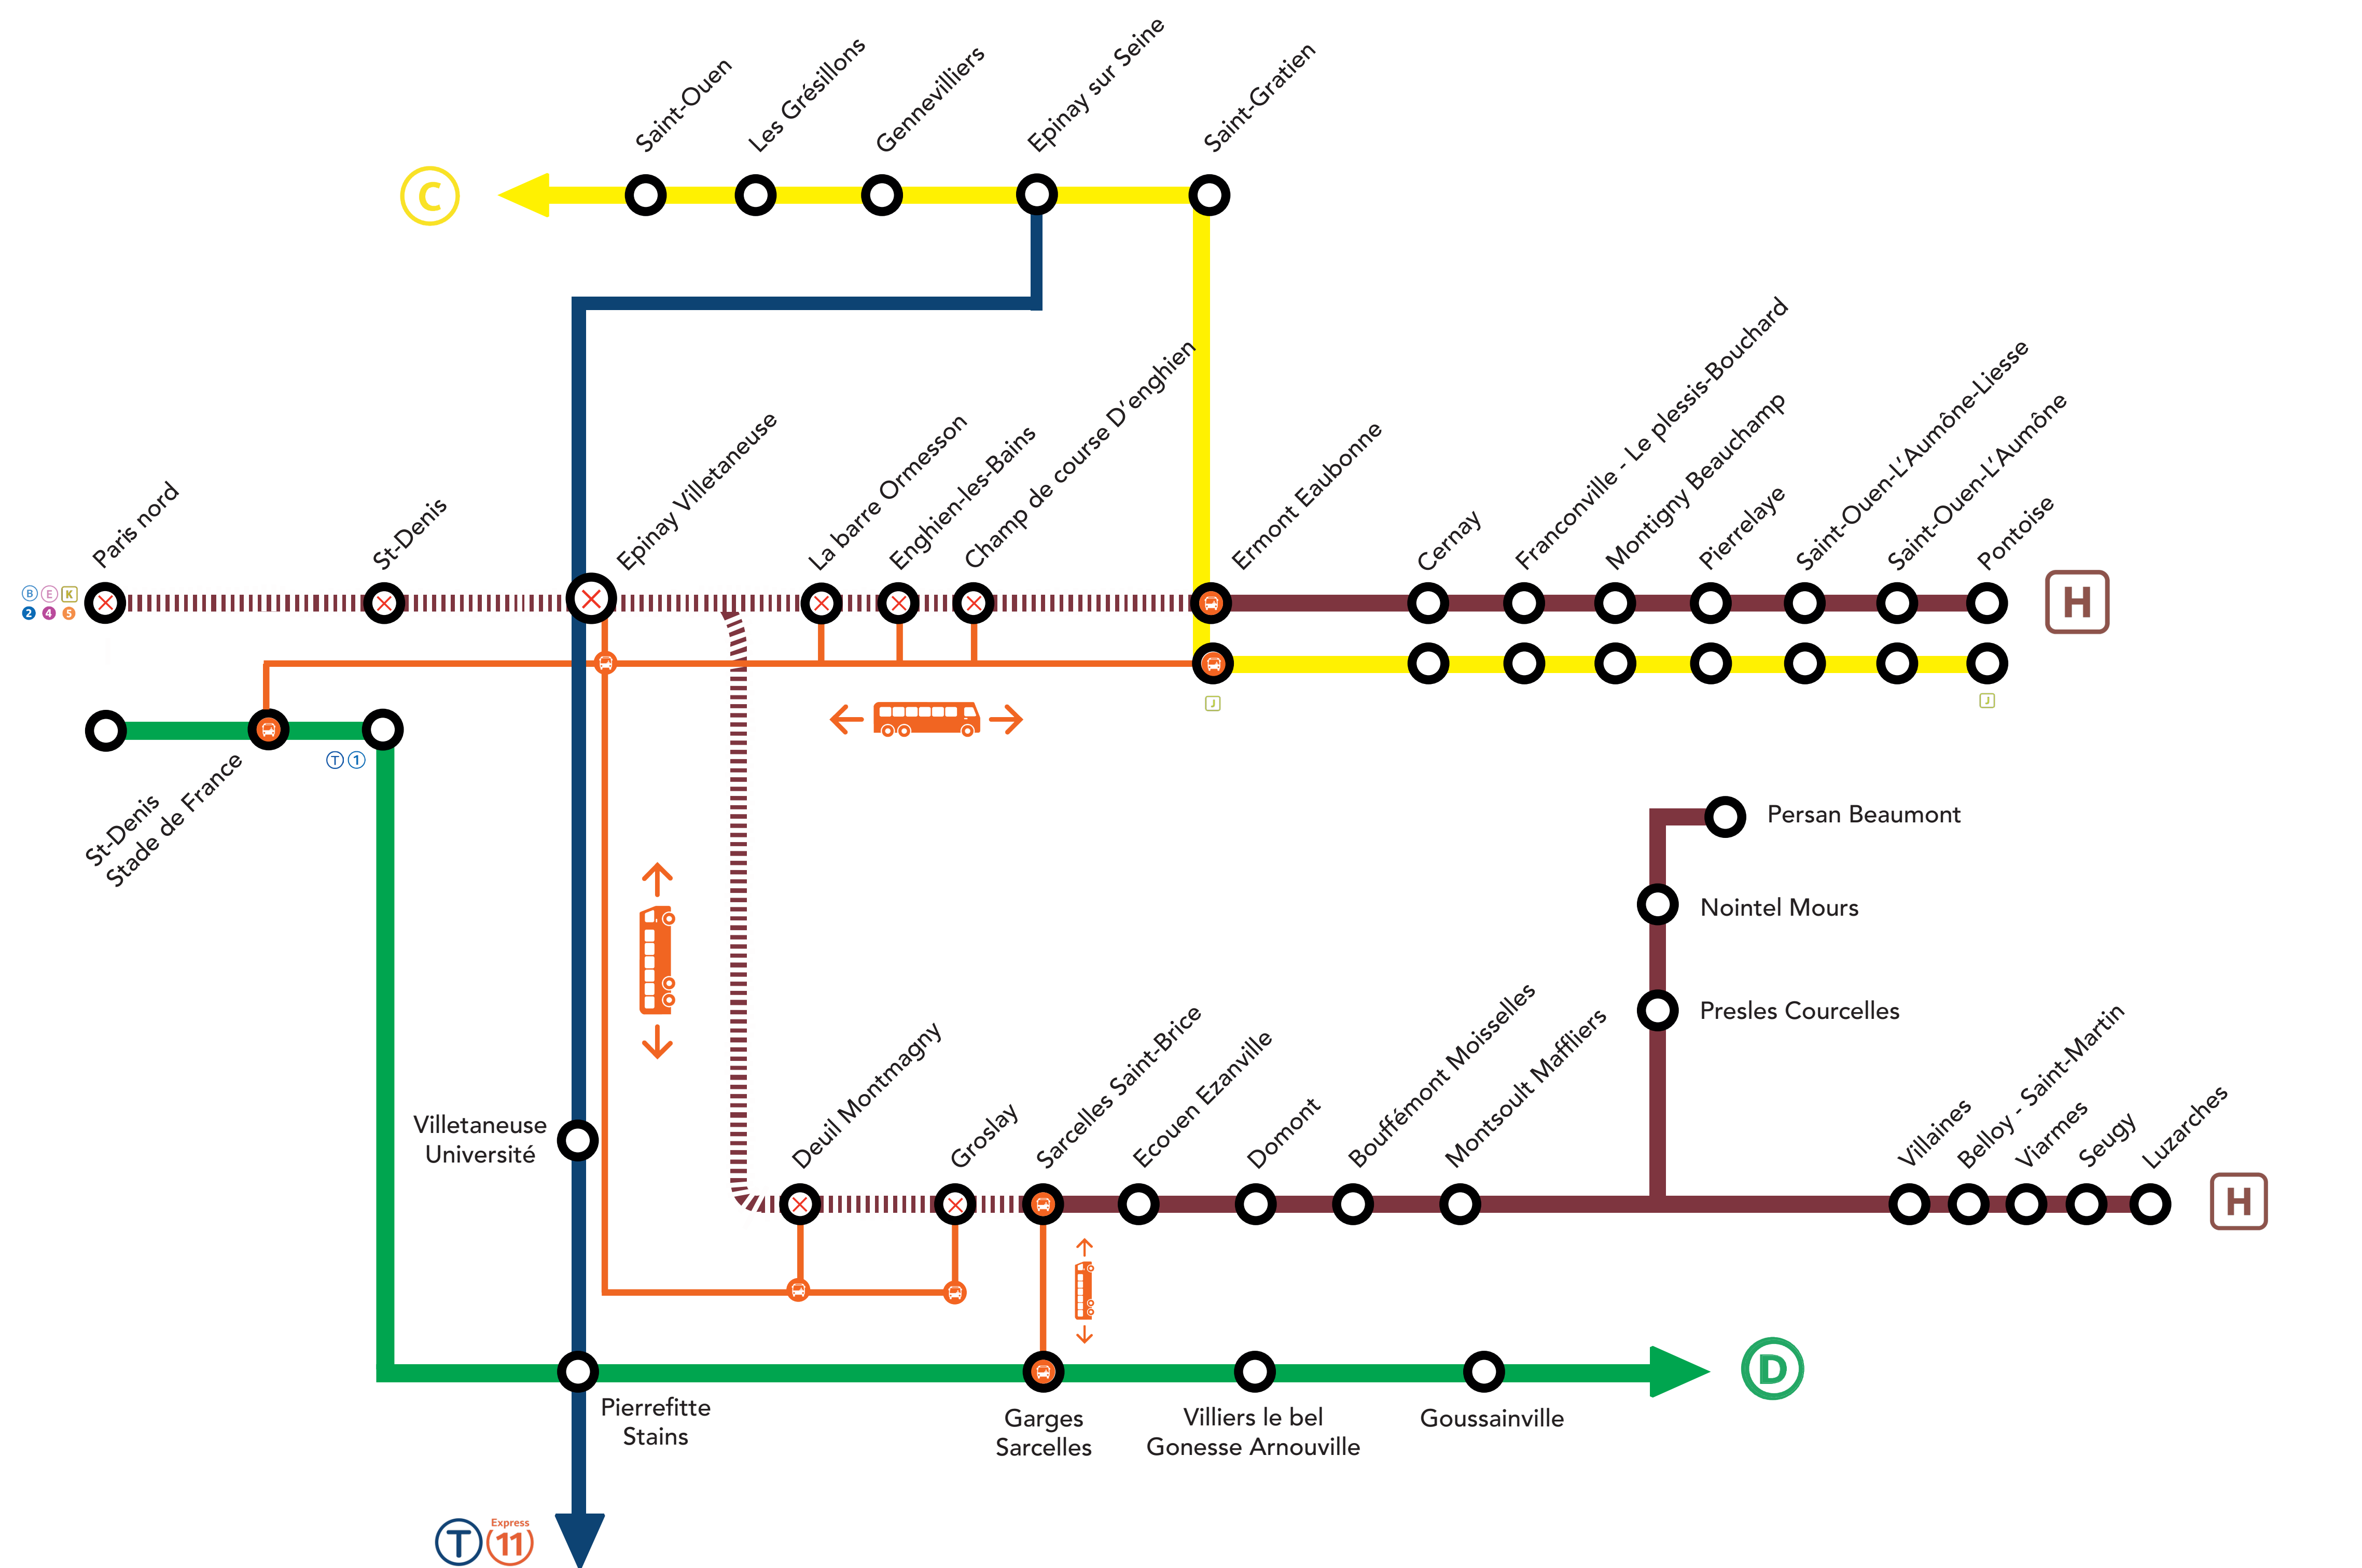 Saint-Ouen
Les Grésillons
Gennevilliers
Epinay sur Seine
Saint-Gratien
C
Paris nord
St-Denis
Epinay Villetaneuse
La barre Ormesson
Enghien-les-Bains
Champ de course D'enghien
Ermont Eaubonne
Cernay
Franconville - Le plessis-Bouchard
Montigny Beauchamp
Pierrelaye
Saint-Ouen-L'Aumône-Liesse
Saint-Ouen-L'Aumône
Pontoise
B E K
2 4 5
H
J
J
St-Denis
Stade de France
T 1
Persan Beaumont
Nointel Mours
Presles Courcelles
Villetaneuse
Université
Deuil Montmagny
Groslay
Sarcelles Saint-Brice
Ecouen Ezanville
Domont
Bouffémont Moisselles
Montsoult Maffliers
Villaines
Belloy - Saint-Martin
Viarmes
Seugy
Luzarches
H
Pierrefitte
Stains
Garges
Sarcelles
Villiers le bel
Gonesse Arnouville
Goussainville
D
Express
T 11